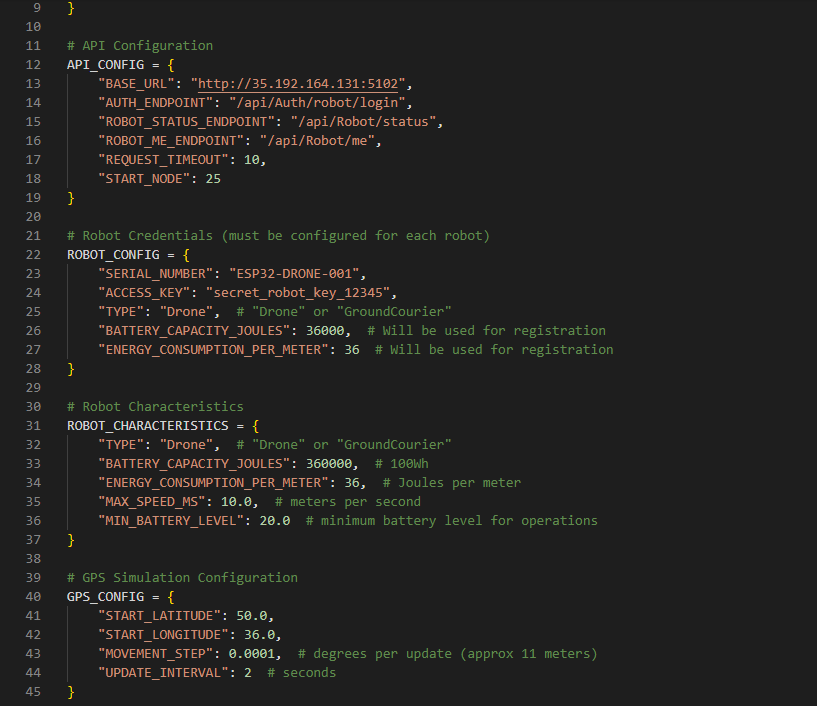 9 }
10
11 # API Configuration
12 API_CONFIG = {
13 "BASE_URL": "http://35.192.164.131:5102",
14 "AUTH_ENDPOINT": "/api/Auth/robot/login",
15 "ROBOT_STATUS_ENDPOINT": "/api/Robot/status",
16 "ROBOT_ME_ENDPOINT": "/api/Robot/me",
17 "REQUEST_TIMEOUT": 10,
18 "START_NODE": 25
19 }
20
21 # Robot Credentials (must be configured for each robot)
22 ROBOT_CONFIG = {
23 "SERIAL_NUMBER": "ESP32-DRONE-001",
24 "ACCESS_KEY": "secret_robot_key_12345",
25 "TYPE": "Drone", # "Drone" or "GroundCourier"
26 "BATTERY_CAPACITY_JOULES": 36000, # Will be used for registration
27 "ENERGY_CONSUMPTION_PER_METER": 36 # Will be used for registration
28 }
29
30 # Robot Characteristics
31 ROBOT_CHARACTERISTICS = {
32 "TYPE": "Drone", # "Drone" or "GroundCourier"
33 "BATTERY_CAPACITY_JOULES": 360000, # 100Wh
34 "ENERGY_CONSUMPTION_PER_METER": 36, # Joules per meter
35 "MAX_SPEED_MS": 10.0, # meters per second
36 "MIN_BATTERY_LEVEL": 20.0 # minimum battery level for operations
37 }
38
39 # GPS Simulation Configuration
40 GPS_CONFIG = {
41 "START_LATITUDE": 50.0,
42 "START_LONGITUDE": 36.0,
43 "MOVEMENT_STEP": 0.0001, # degrees per update (approx 11 meters)
44 "UPDATE_INTERVAL": 2 # seconds
45 }